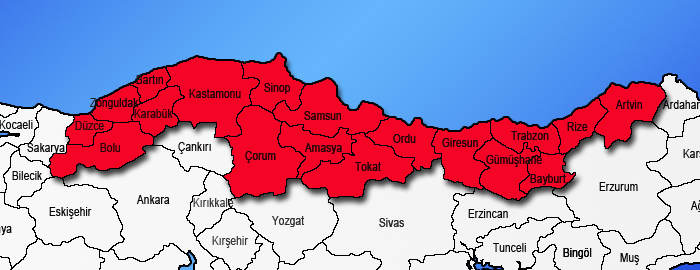 Bartın
Zonguldak
Kastamonu
Sinop
Karabük
Samsun
Düzce
Bolu
Çorum
Amasya
Tokat
Ordu
Giresun
Trabzon
Gümüşhane
Bayburt
Rize
Artvin
Ardahan
Kocaeli
Sakarya
Bilecik
Eskişehir
Çankırı
Ankara
Kırıkkale
Kırşehir
Yozgat
Sivas
Erzincan
Tunceli
Bingöl
Muş
Erzurum